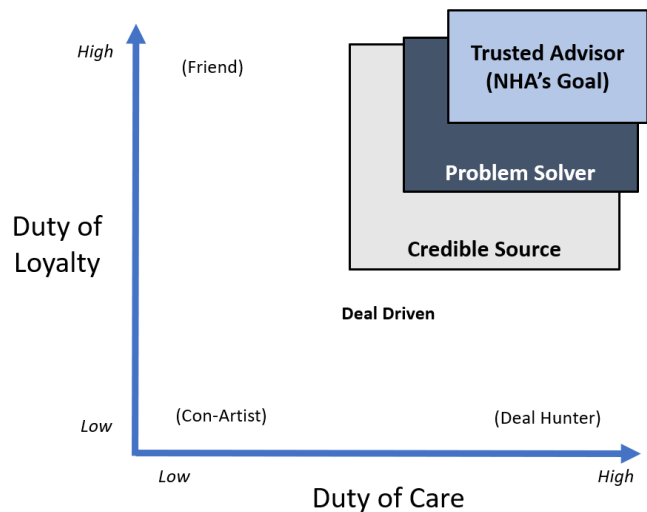 High
(Friend)
Trusted Advisor
(NHA's Goal)
Problem Solver
Duty of
Loyalty
Credible Source
Deal Driven
(Con-Artist)
(Deal Hunter)
Low
Low
High
Duty of Care